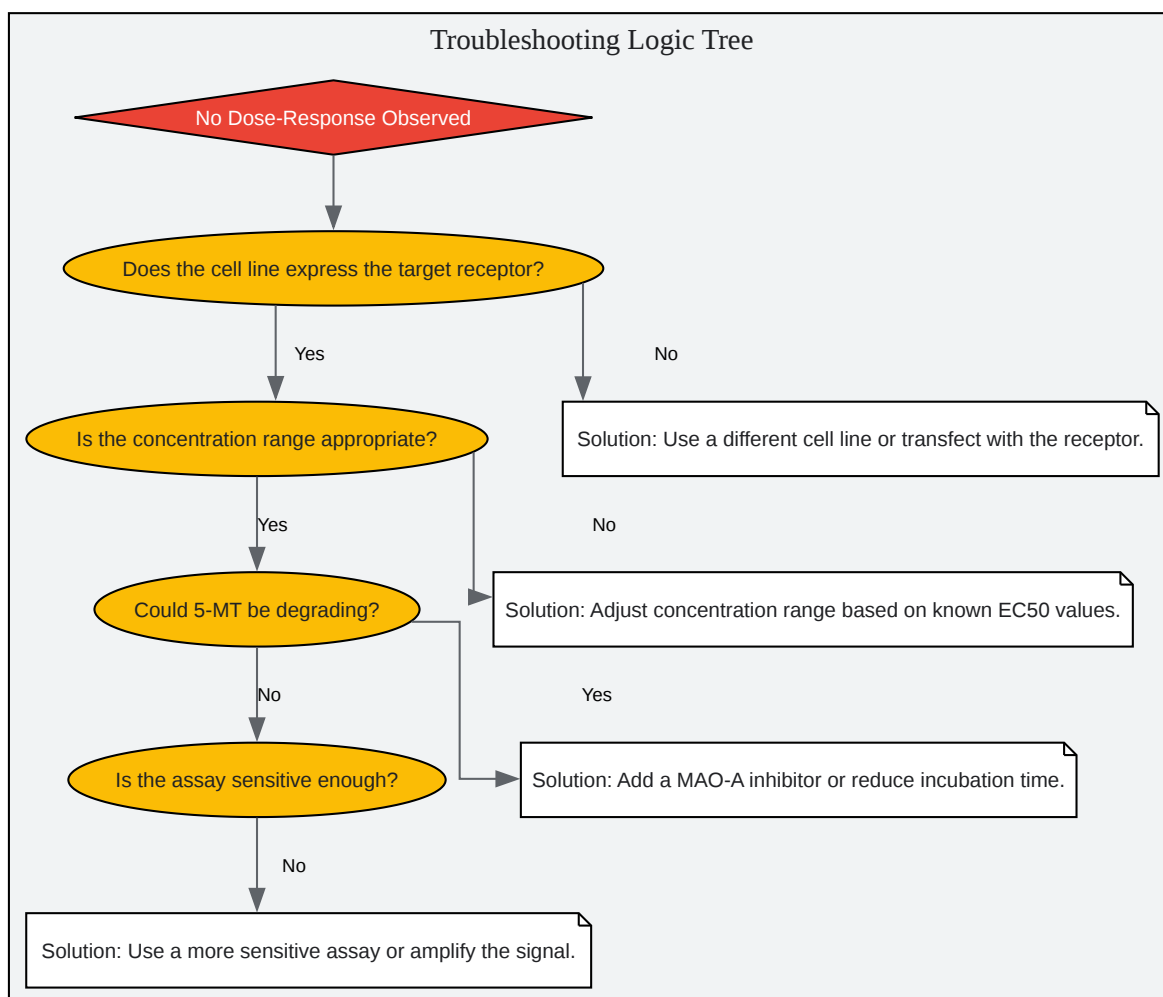 Troubleshooting Logic Tree
No Dose-Response Observed
Does the cell line express the target receptor?
Yes
No
Is the concentration range appropriate?
Solution: Use a different cell line or transfect with the receptor.
Yes
No
Could 5-MT be degrading?
Solution: Adjust concentration range based on known EC50 values.
No
Yes
Is the assay sensitive enough?
Solution: Add a MAO-A inhibitor or reduce incubation time.
No
Solution: Use a more sensitive assay or amplify the signal.